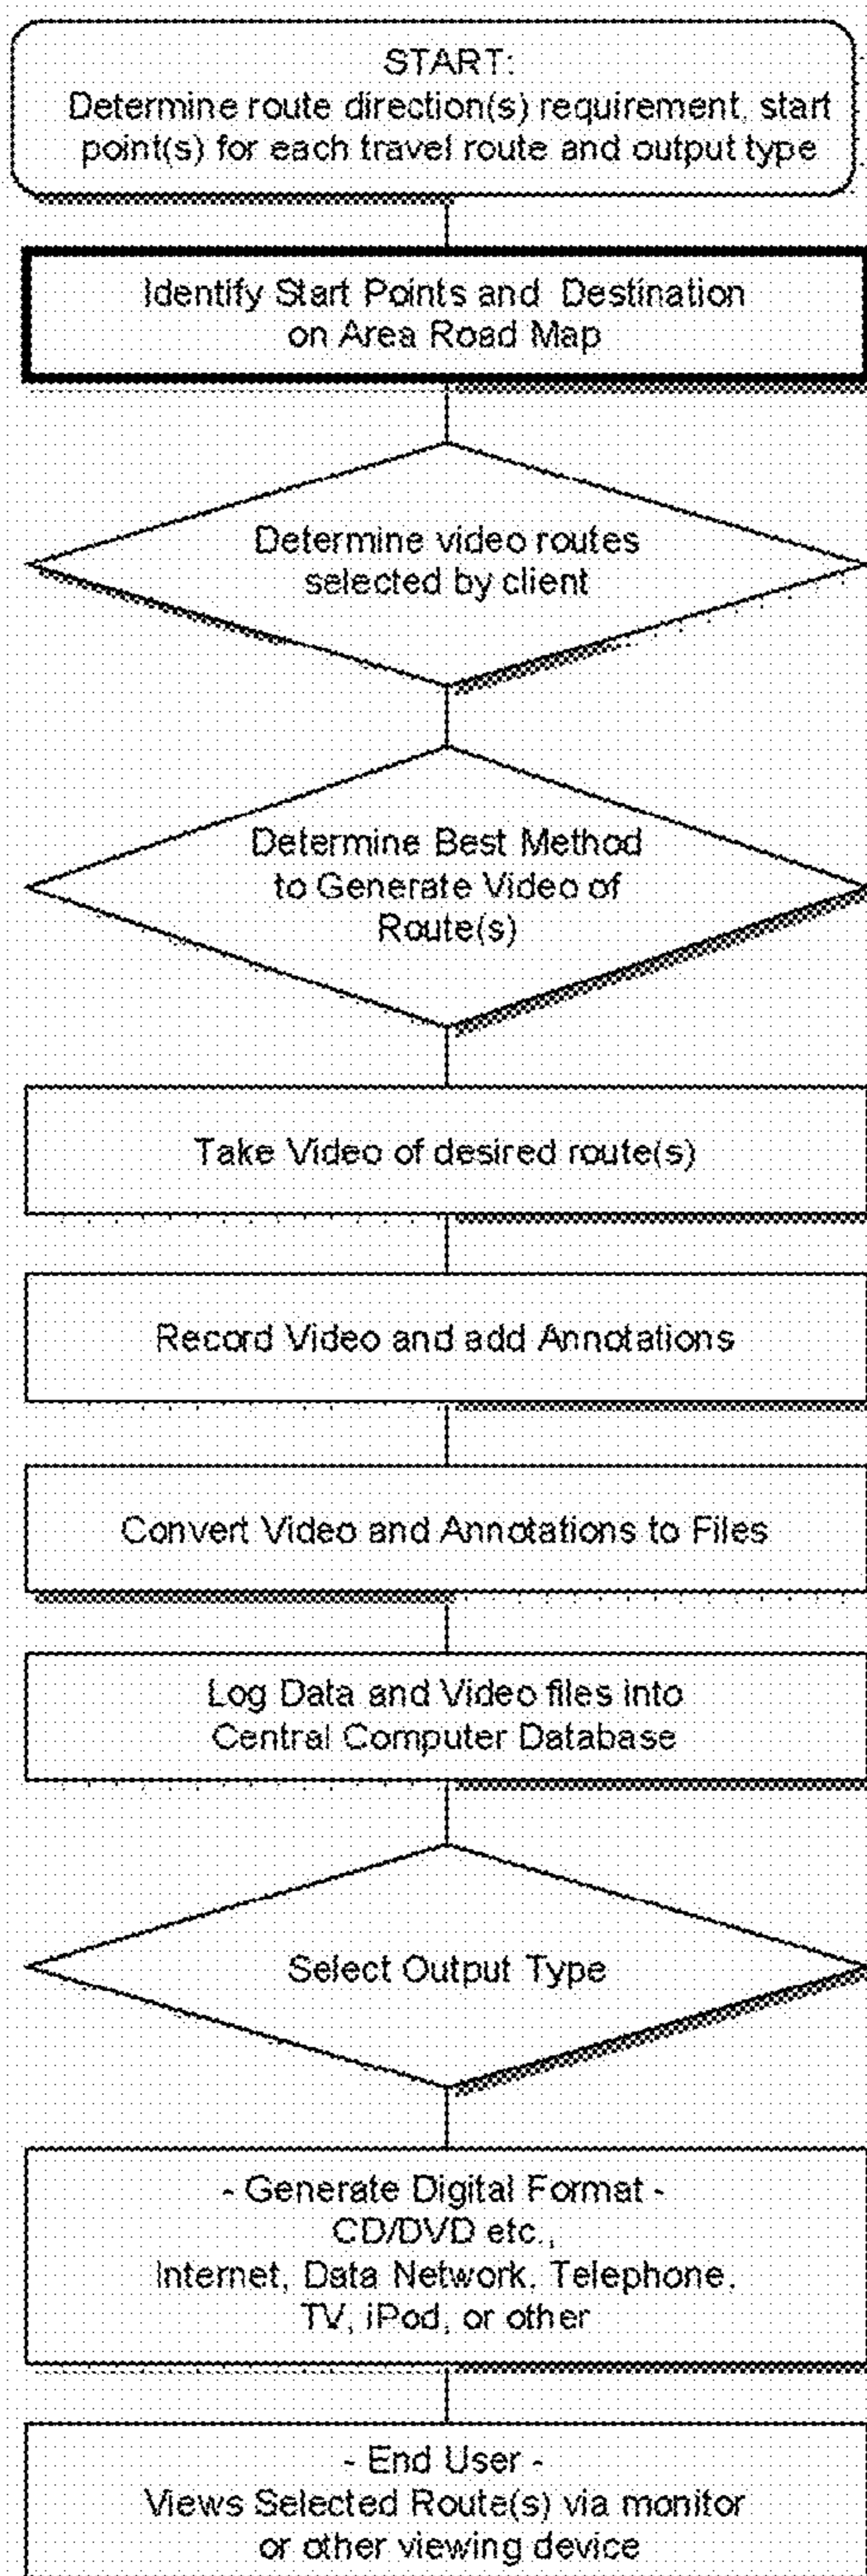 START:
Determine route direction(s) requirement, start
point(s) for each travel route and output type
Identify Start Points and Destination
on Area Road Map
Determine video routes
selected by client
Determine Best Method
to Generate Video of
Route(s)
Take Video of desired route(s)
Record Video and add Annotations
Convert Video and Annotations to Files
Log Data and Video files into
Central Computer Database
Select Output Type
- Generate Digital Format -
CD/DVD etc.,
Internet, Data Network, Telephone,
TV, iPod, or other
- End User -
Views Selected Route(s) via monitor
or other viewing device